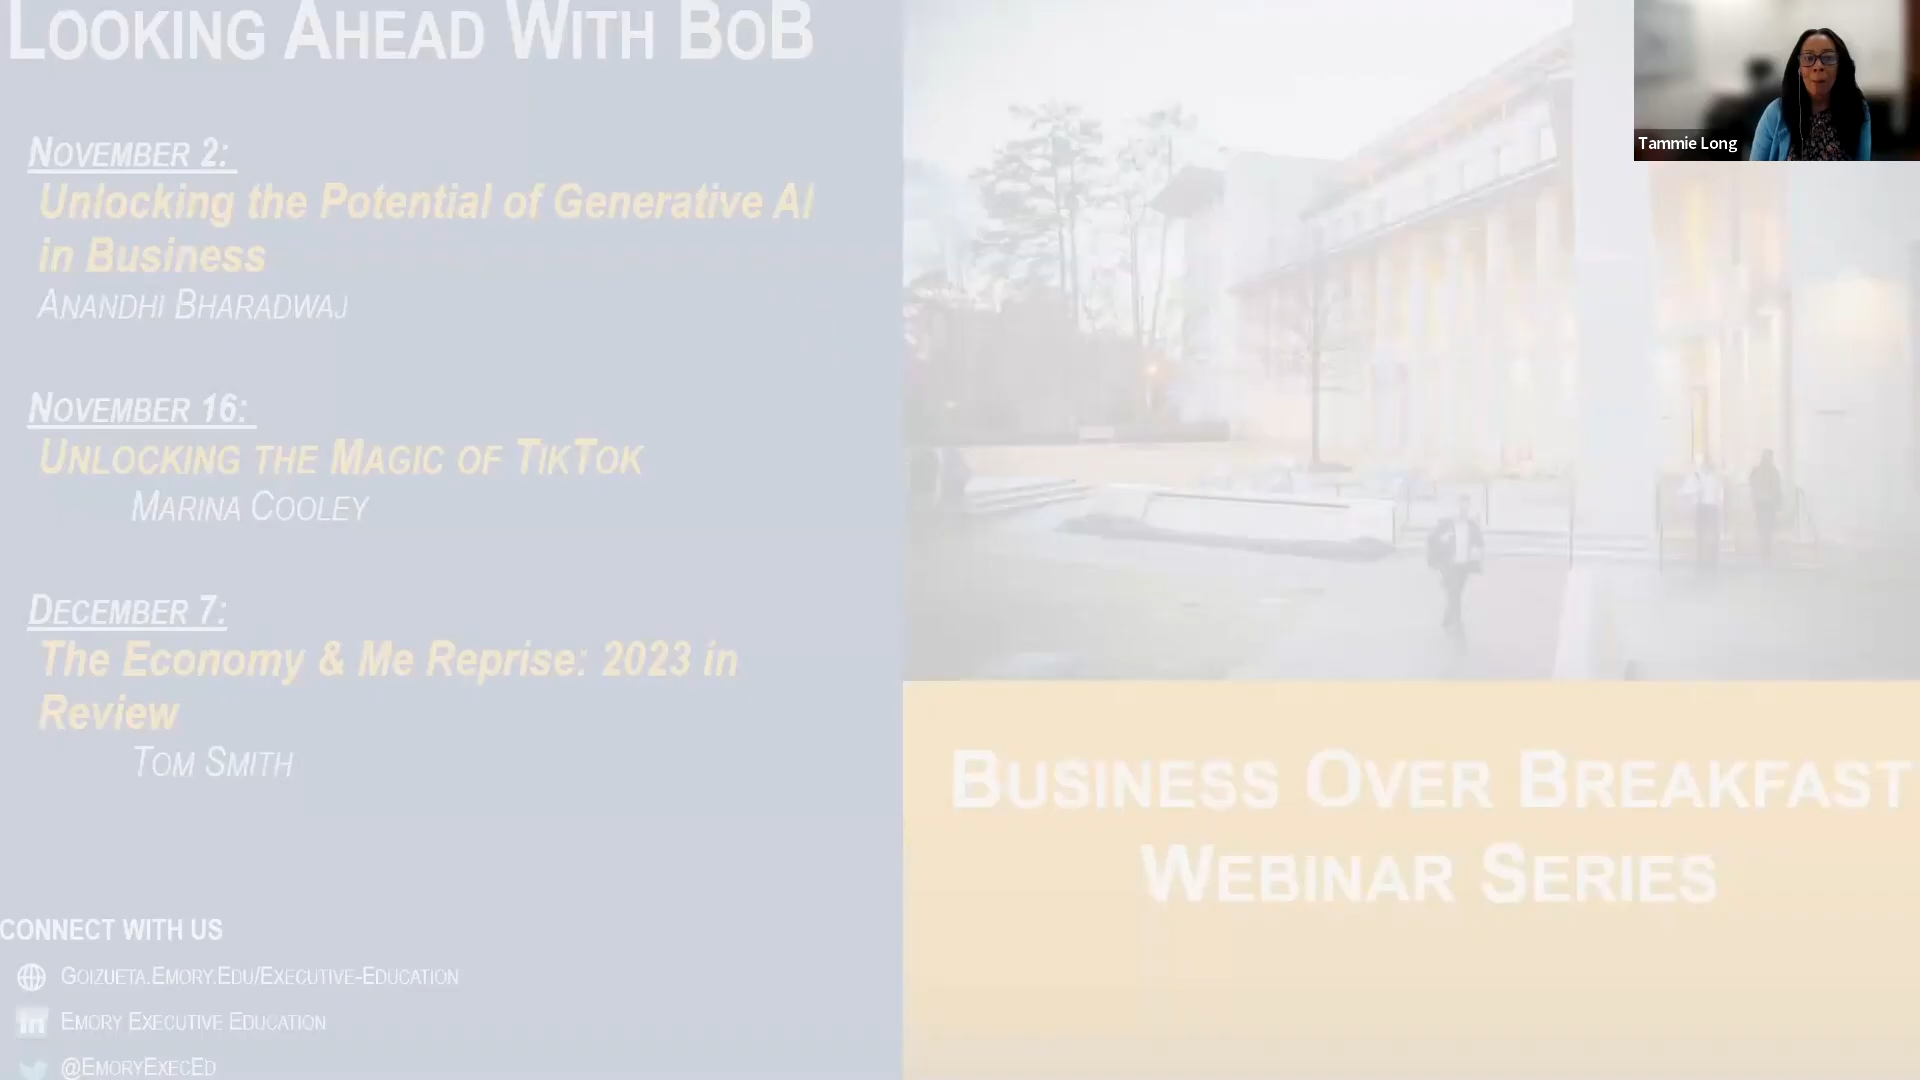 LOOKING AHEAD WITH BOB
NOVEMBER 2:
Unlocking the Potential of Generative AI
in Business
ANANDHI BHARADWAJ
NOVEMBER 16:
UNLOCKING THE MAGIC OF TIKTOK
MARINA COOLEY
DECEMBER 7:
The Economy & Me Reprise: 2023 in
Review
TOM SMITH
CONNECT WITH US
GOIZUETA.EMORY.EDU/EXECUTIVE-EDUCATION
in EMORY EXECUTIVE EDUCATION
@EMORYEXECED
Tammie Long
BUSINESS OVER BREAKFAST
WEBINAR SERIES